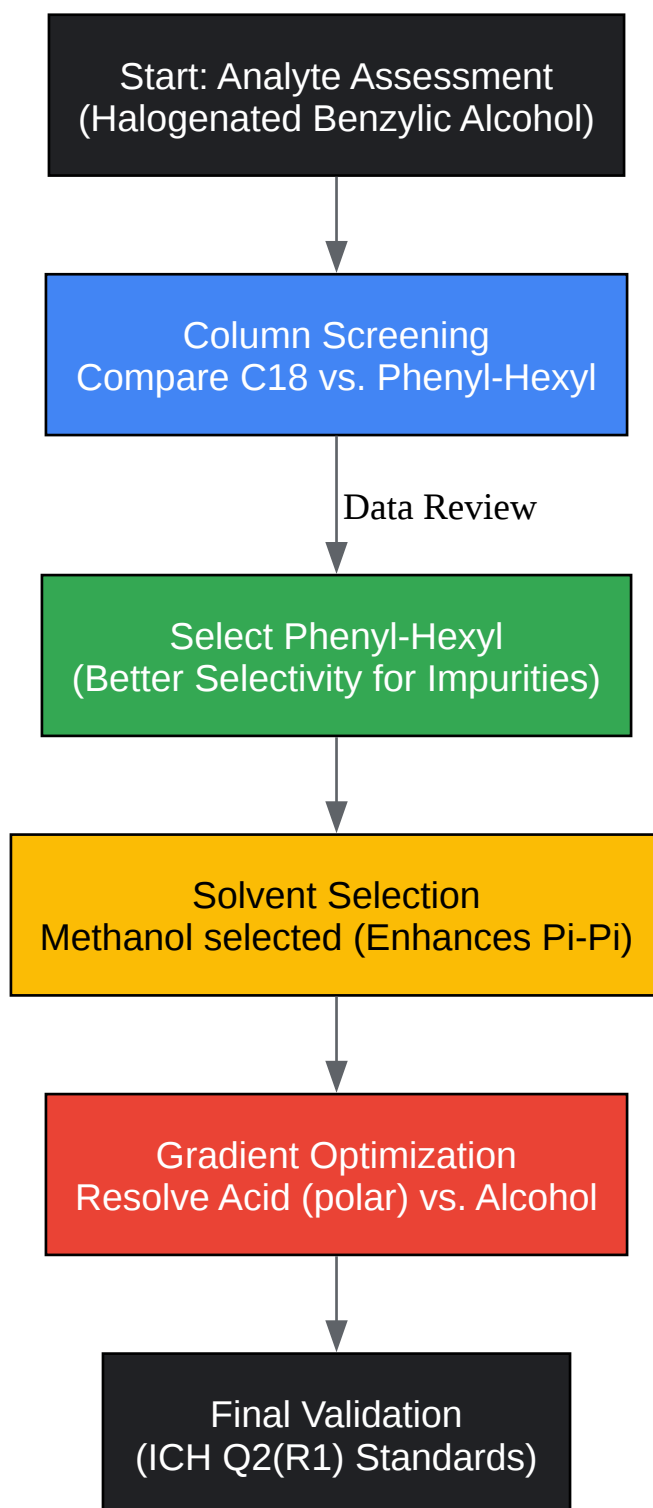 Start: Analyte Assessment
(Halogenated Benzylic Alcohol)
Column Screening
Compare C18 vs. Phenyl-Hexyl
Data Review
Select Phenyl-Hexyl
(Better Selectivity for Impurities)
Solvent Selection
Methanol selected (Enhances Pi-Pi)
Gradient Optimization
Resolve Acid (polar) vs. Alcohol
Final Validation
(ICH Q2(R1) Standards)